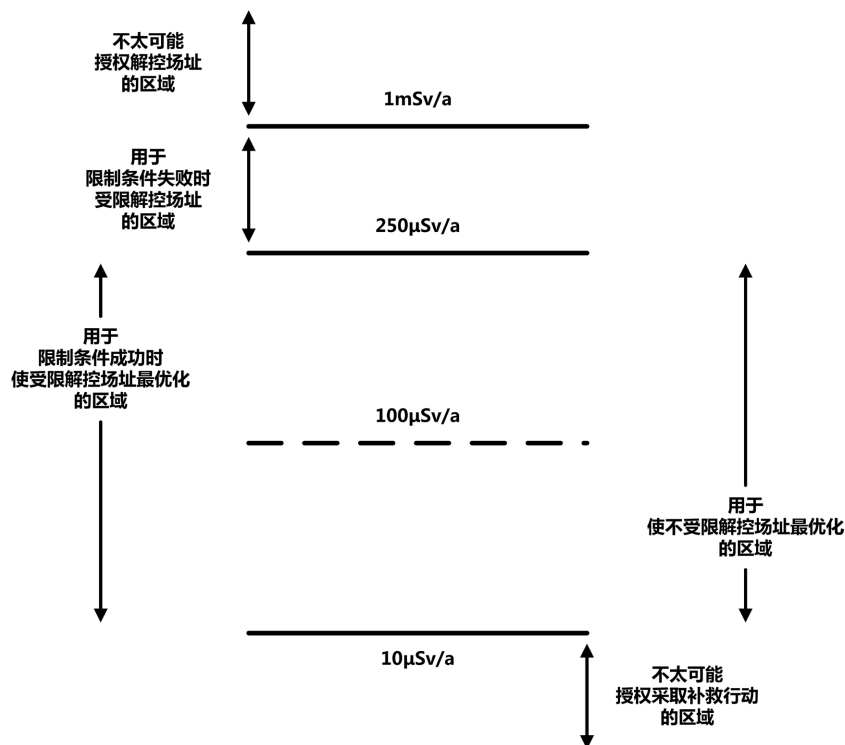 不太可能
授权解控场址
的区域
1mSv/a
用于
限制条件失败时
受限解控场址
的区域
250μSv/a
用于
限制条件成功时
使受限解控场址最优化
的区域
100μSv/a
用于
使不受限解控场址最优化
的区域
10μSv/a
不太可能
授权采取补救行动
的区域